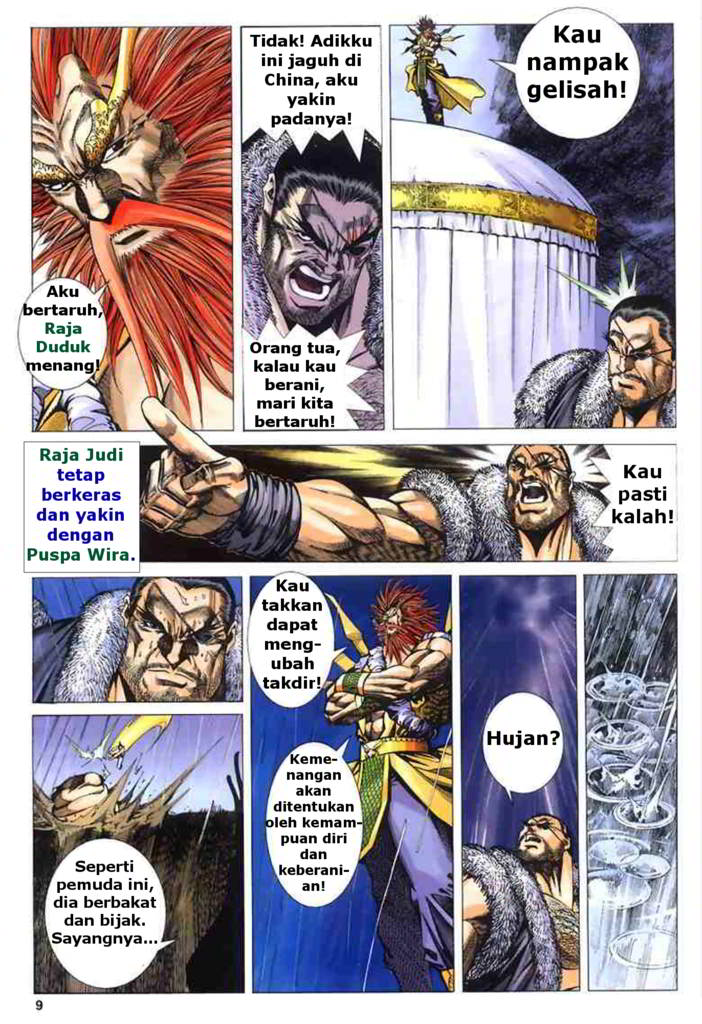 Kau
nampak
gelisah!
Tidak! Adikku
ini jaguh di
China, aku
yakin
padanya!
Orang tua,
kalau kau
berani,
mari kita
bertaruh!
Aku
bertaruh,
Raja
Duduk
menang!
Kau
pasti
kalah!
Raja Judi
tetap
berkeras
dan yakin
dengan
Puspa Wira.
Hujan?
Kau
takkan
dapat
meng-
ubah
takdir!
Keme-
nangan
akan
ditentukan
oleh kemam-
puan diri
dan
keberani-
an!
Seperti
pemuda ini,
dia berbakat
dan bijak.
Sayangnya...
9